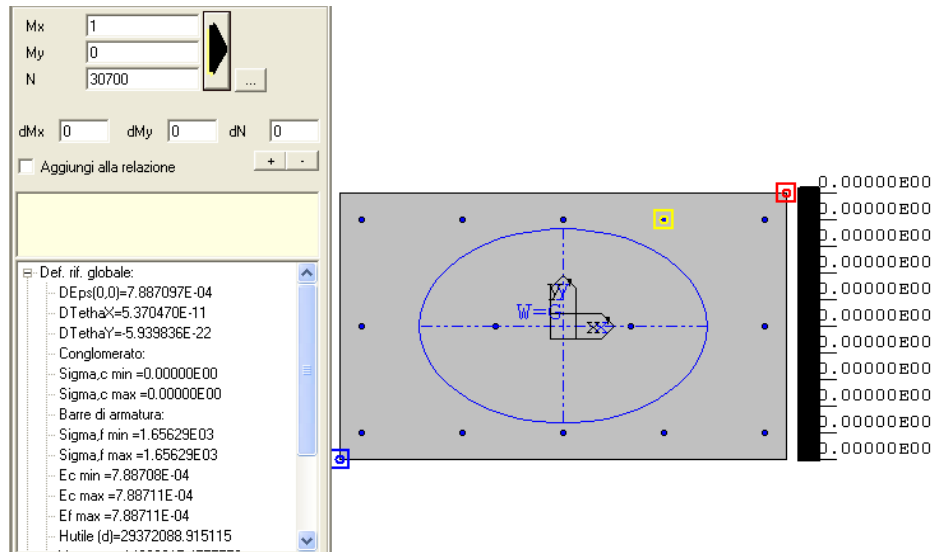 Mx 1
My 0
N 30700
...
dMx 0 dMy 0 dN 0
Aggiungi alla relazione + -
Def. rif. globale:
DEps(0,0)=7.887097E-04
DTethaX=5.370470E-11
DTethaY=-5.939836E-22
Conglomerato:
Sigma,c min =0.00000E00
Sigma,c max =0.00000E00
Barre di armatura:
Sigma,f min =1.65629E03
Sigma,f max =1.65629E03
Ec min =7.88708E-04
Ec max =7.88711E-04
Ef max =7.88711E-04
Hutile (d)=29372088.915115
W=G
0.00000E00
0.00000E00
0.00000E00
0.00000E00
0.00000E00
0.00000E00
0.00000E00
0.00000E00
0.00000E00
0.00000E00
0.00000E00